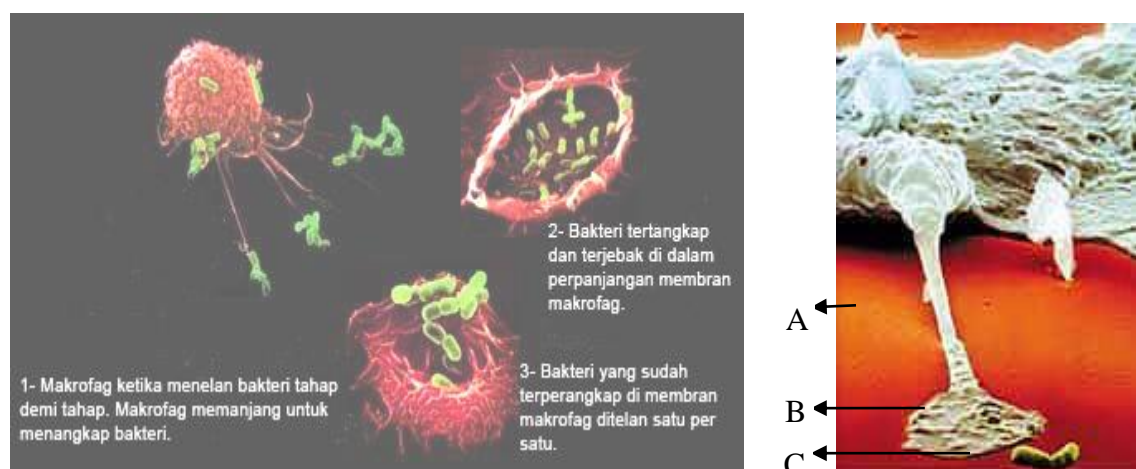 2- Bakteri tertangkap
dan terjebak di dalam
perpanjangan membran
makrofag.
1- Makrofag ketika menelan bakteri tahap
demi tahap. Makrofag memanjang untuk
menangkap bakteri.
3- Bakteri yang sudah
terperangkap di membran
makrofag ditelan satu per
satu.
A
B
C